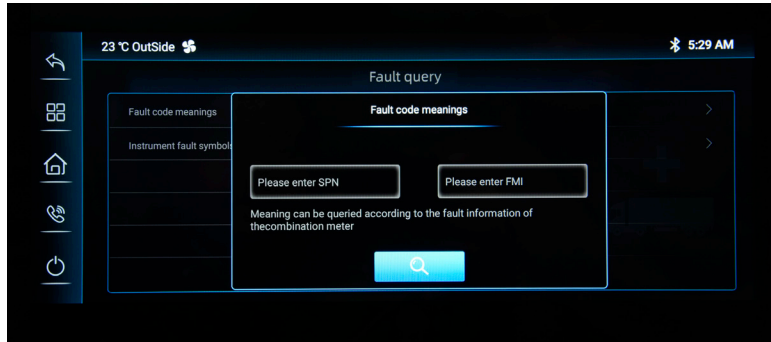 23 ℃ OutSide
5:29 AM
Fault query
Fault code meanings
Instrument fault symbols
Fault code meanings
Please enter SPN
Please enter FMI
Meaning can be queried according to the fault information of
thecombination meter